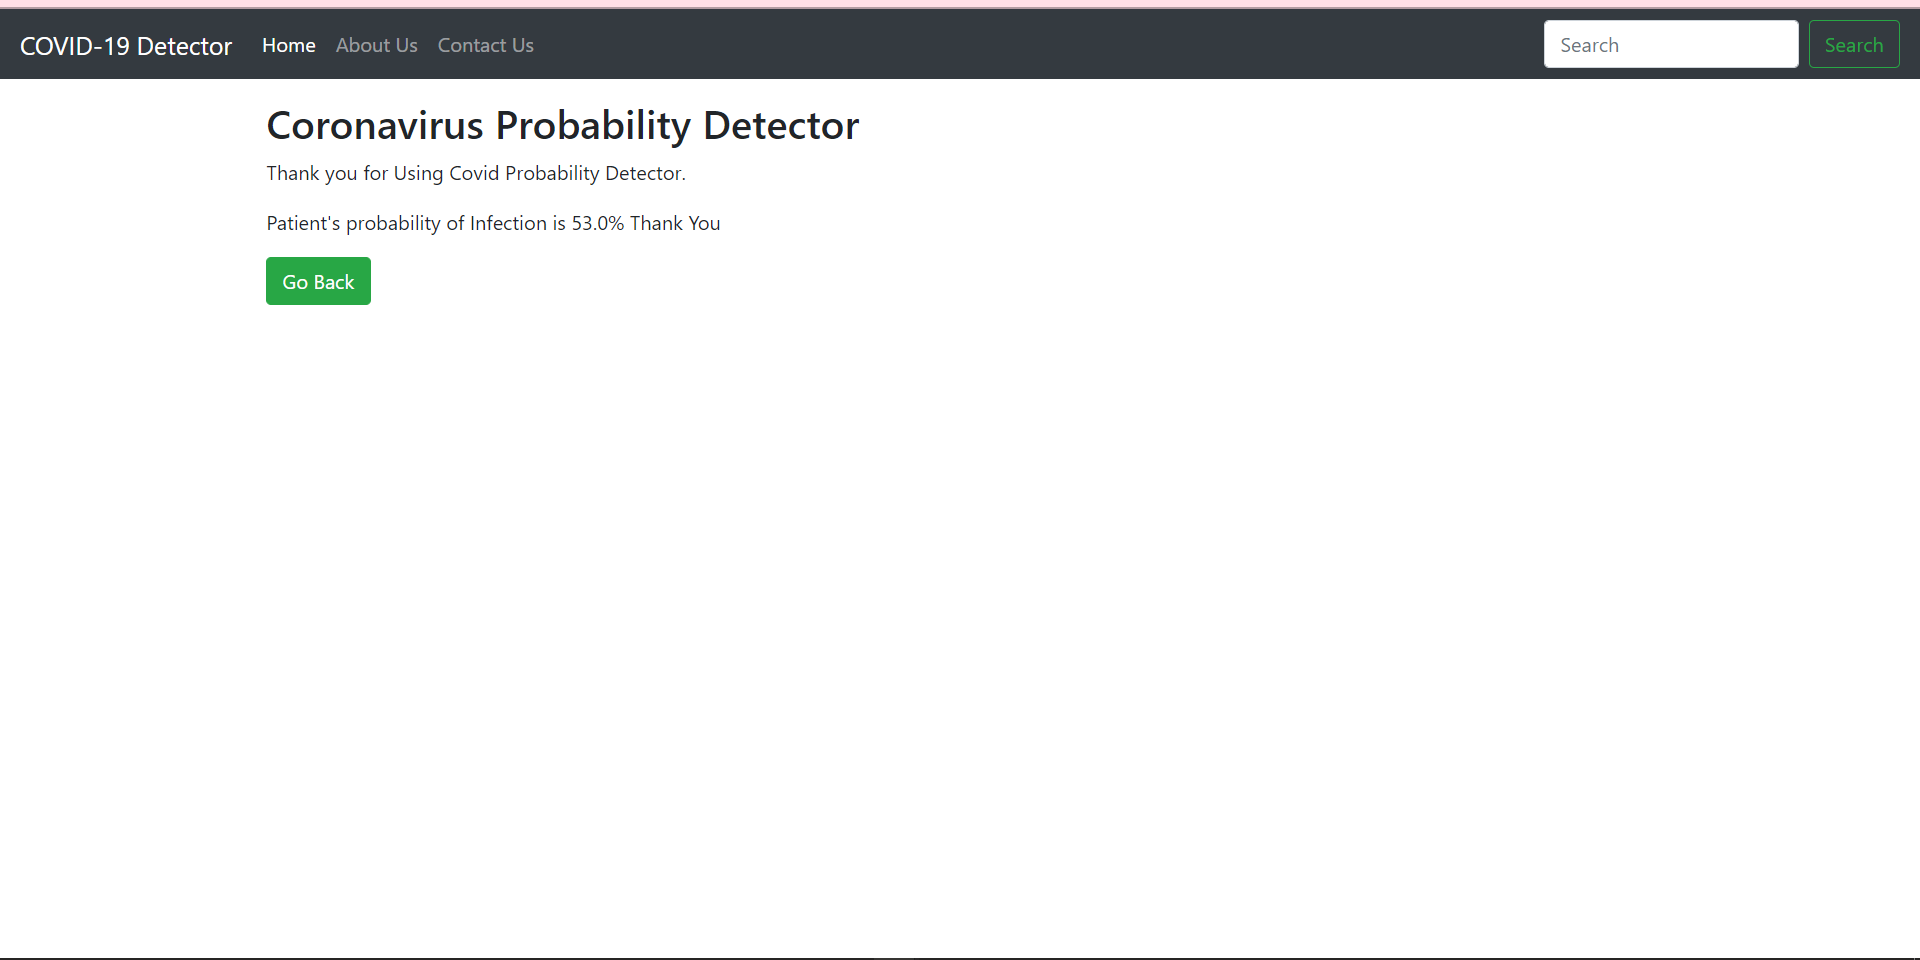 COVID-19 Detector Home About Us Contact Us Search Search
Coronavirus Probability Detector
Thank you for Using Covid Probability Detector.
Patient's probability of Infection is 53.0% Thank You
Go Back